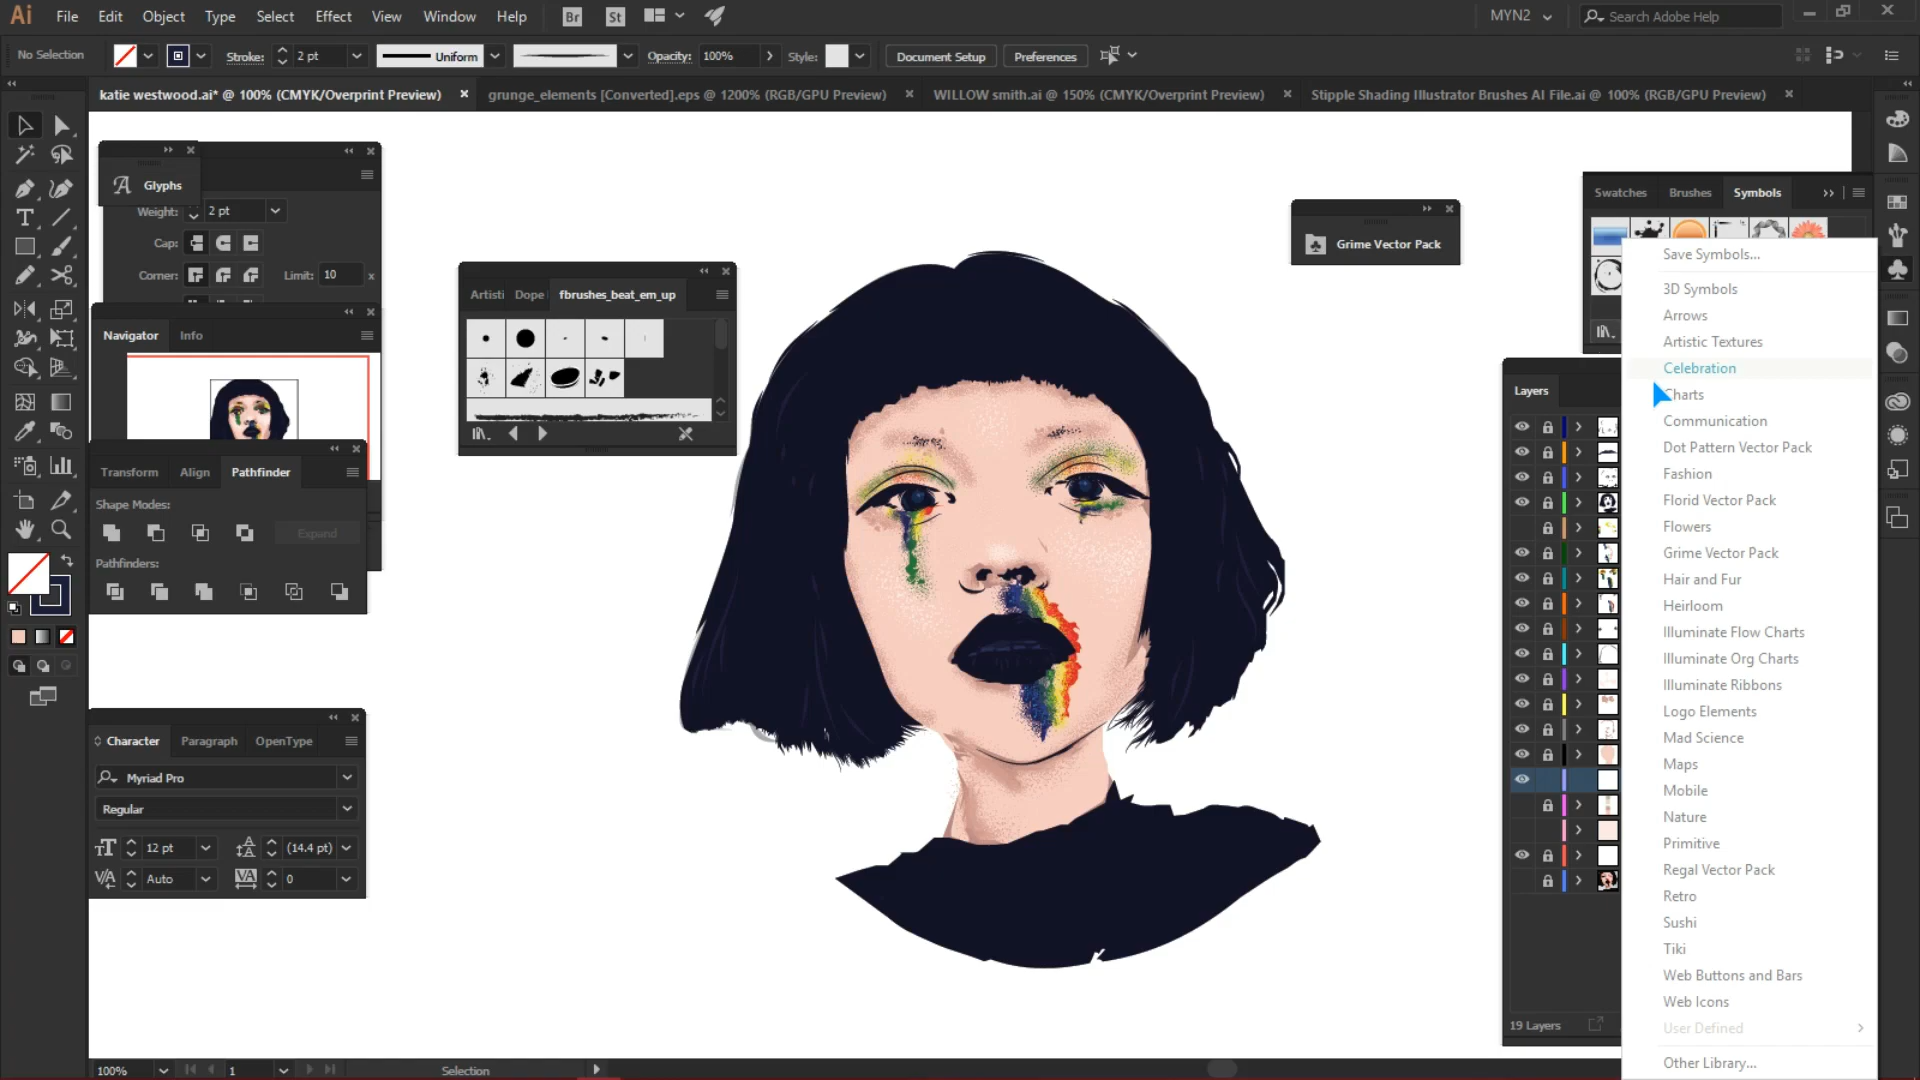 Ai File Edit Object Type Select Effect View Window Help Br St MYN2 Search Adobe Help
No Selection Stroke: 2 pt Uniform Opacity: 100% Style: Document Setup Preferences
katie westwood.ai* @ 100% (CMYK/Overprint Preview) grunge_elements [Converted].eps @ 1200% (RGB/GPU Preview) WILLOW smith.ai @ 150% (CMYK/Overprint Preview) Stipple Shading Illustrator Brushes AI File.ai @ 100% (RGB/GPU Preview)
Glyphs
Weight: 2 pt
Cap:
Corner: Limit: 10 x
Navigator Info
Transform Align Pathfinder
Shape Modes:
Expand
Pathfinders:
Character Paragraph OpenType
Myriad Pro
Regular
12 pt (14.4 pt)
Auto 0
Artisti Dope fbrushes_beat_em_up
Grime Vector Pack
Swatches Brushes Symbols
Layers
19 Layers
Save Symbols...
3D Symbols
Arrows
Artistic Textures
Celebration
Charts
Communication
Dot Pattern Vector Pack
Fashion
Florid Vector Pack
Flowers
Grime Vector Pack
Hair and Fur
Heirloom
Illuminate Flow Charts
Illuminate Org Charts
Illuminate Ribbons
Logo Elements
Mad Science
Maps
Mobile
Nature
Primitive
Regal Vector Pack
Retro
Sushi
Tiki
Web Buttons and Bars
Web Icons
User Defined
Other Library...
100% 1 Selection